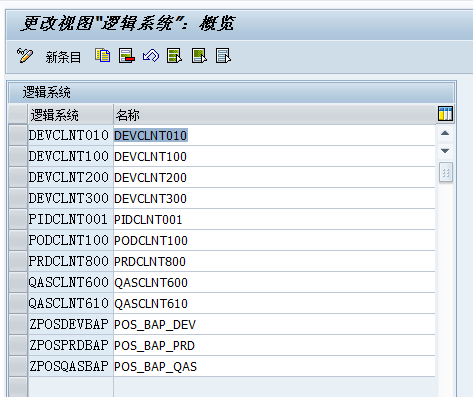 更改视图"逻辑系统": 概览
新条目
逻辑系统
逻辑系统 名称
DEVCLNT010 DEVCLNT010
DEVCLNT100 DEVCLNT100
DEVCLNT200 DEVCLNT200
DEVCLNT300 DEVCLNT300
PIDCLNT001 PIDCLNT001
PODCLNT100 PODCLNT100
PRDCLNT800 PRDCLNT800
QASCLNT600 QASCLNT600
QASCLNT610 QASCLNT610
ZPOSDEVBAP POS_BAP_DEV
ZPOSPRDBAP POS_BAP_PRD
ZPOSQASBAP POS_BAP_QAS